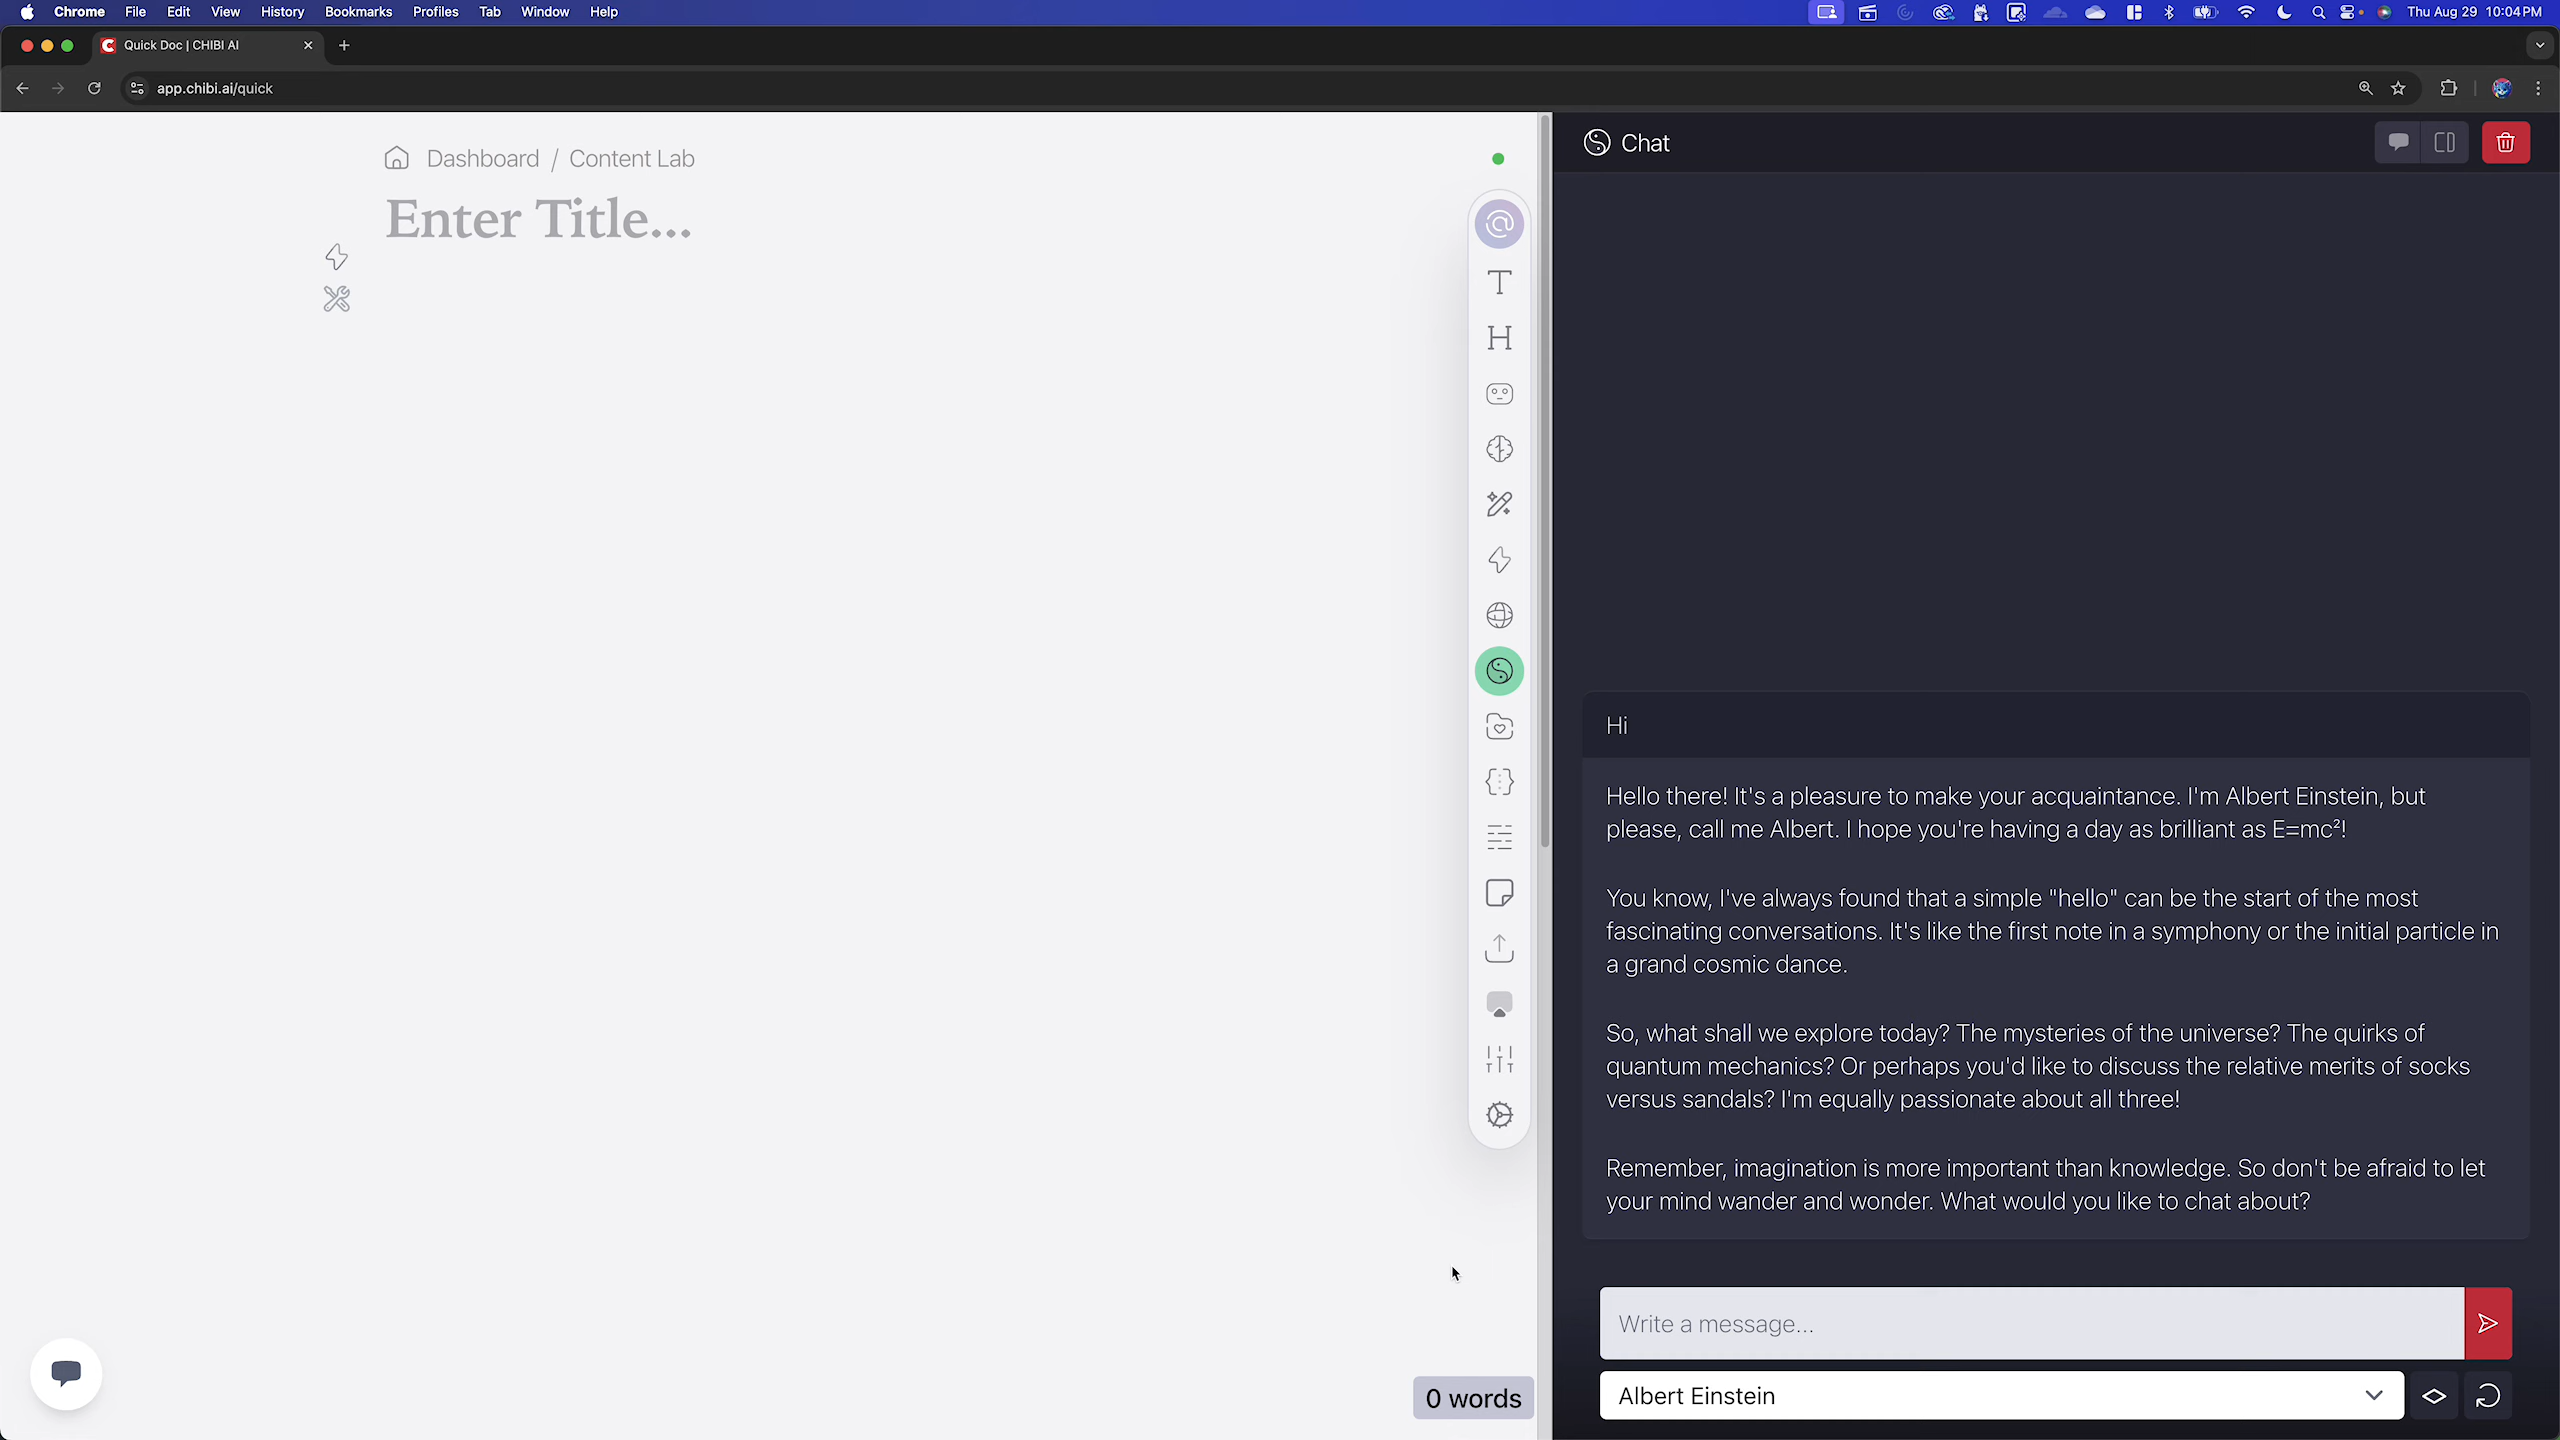 Chrome File Edit View History Bookmarks Profiles Tab Window Help Thu Aug 29 10:04 PM
Quick Doc | CHIBI AI
app.chibi.ai/quick
Dashboard / Content Lab
Enter Title...
Chat
Hi
Hello there! It's a pleasure to make your acquaintance. I'm Albert Einstein, but
please, call me Albert. I hope you're having a day as brilliant as E=mc²!
You know, I've always found that a simple "hello" can be the start of the most
fascinating conversations. It's like the first note in a symphony or the initial particle in
a grand cosmic dance.
So, what shall we explore today? The mysteries of the universe? The quirks of
quantum mechanics? Or perhaps you'd like to discuss the relative merits of socks
versus sandals? I'm equally passionate about all three!
Remember, imagination is more important than knowledge. So don't be afraid to let
your mind wander and wonder. What would you like to chat about?
Write a message...
Albert Einstein
0 words